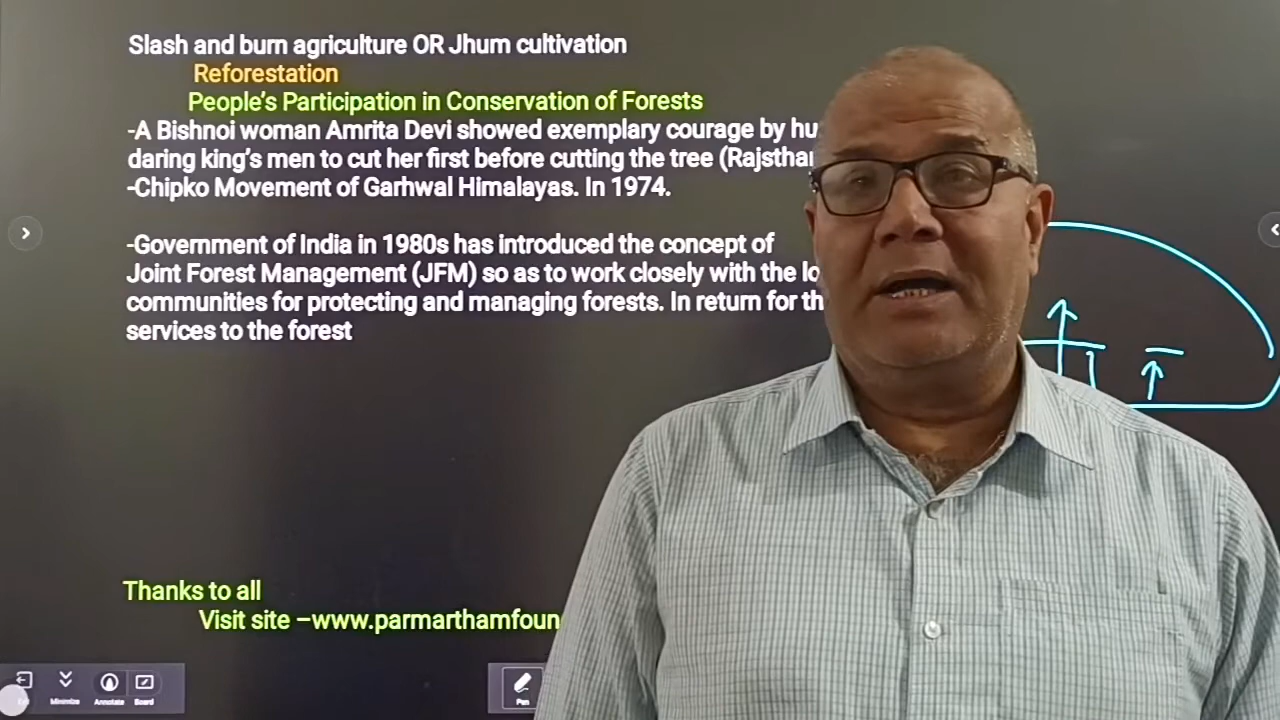 Slash and burn agriculture OR Jhum cultivation
Reforestation
People's Participation in Conservation of Forests
-A Bishnoi woman Amrita Devi showed exemplary courage by
daring king's men to cut her first before cutting the tree
-Chipko Movement of Garhwal Himalayas. In 1974.
-Government of India in 1980s has introduced the concept of
Joint Forest Management (JFM) so as to work closely with the
communities for protecting and managing forests. In return for
services to the forest
Thanks to all
Visit site –www.parmarthamfoun
Minimize Annotate Board Pen